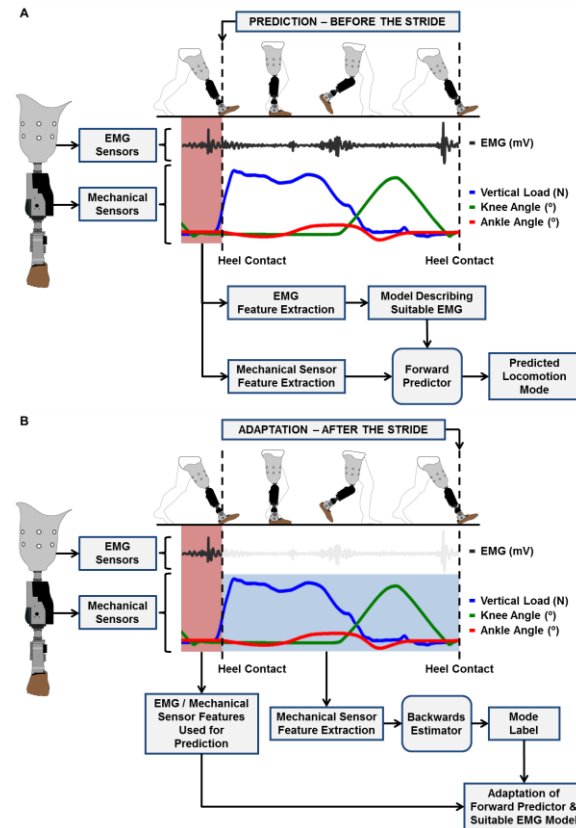 A
PREDICTION – BEFORE THE STRIDE
EMG
Sensors
Mechanical
Sensors
EMG (mV)
Vertical Load (N)
Knee Angle (º)
Ankle Angle (º)
Heel Contact
Heel Contact
EMG
Feature Extraction
Model Describing
Suitable EMG
Mechanical Sensor
Feature Extraction
Forward
Predictor
Predicted
Locomotion
Mode
B
ADAPTATION – AFTER THE STRIDE
EMG
Sensors
Mechanical
Sensors
EMG (mV)
Vertical Load (N)
Knee Angle (º)
Ankle Angle (º)
Heel Contact
Heel Contact
EMG / Mechanical
Sensor Features
Used for
Prediction
Mechanical Sensor
Feature Extraction
Backwards
Estimator
Mode
Label
Adaptation of
Forward Predictor &
Suitable EMG Model